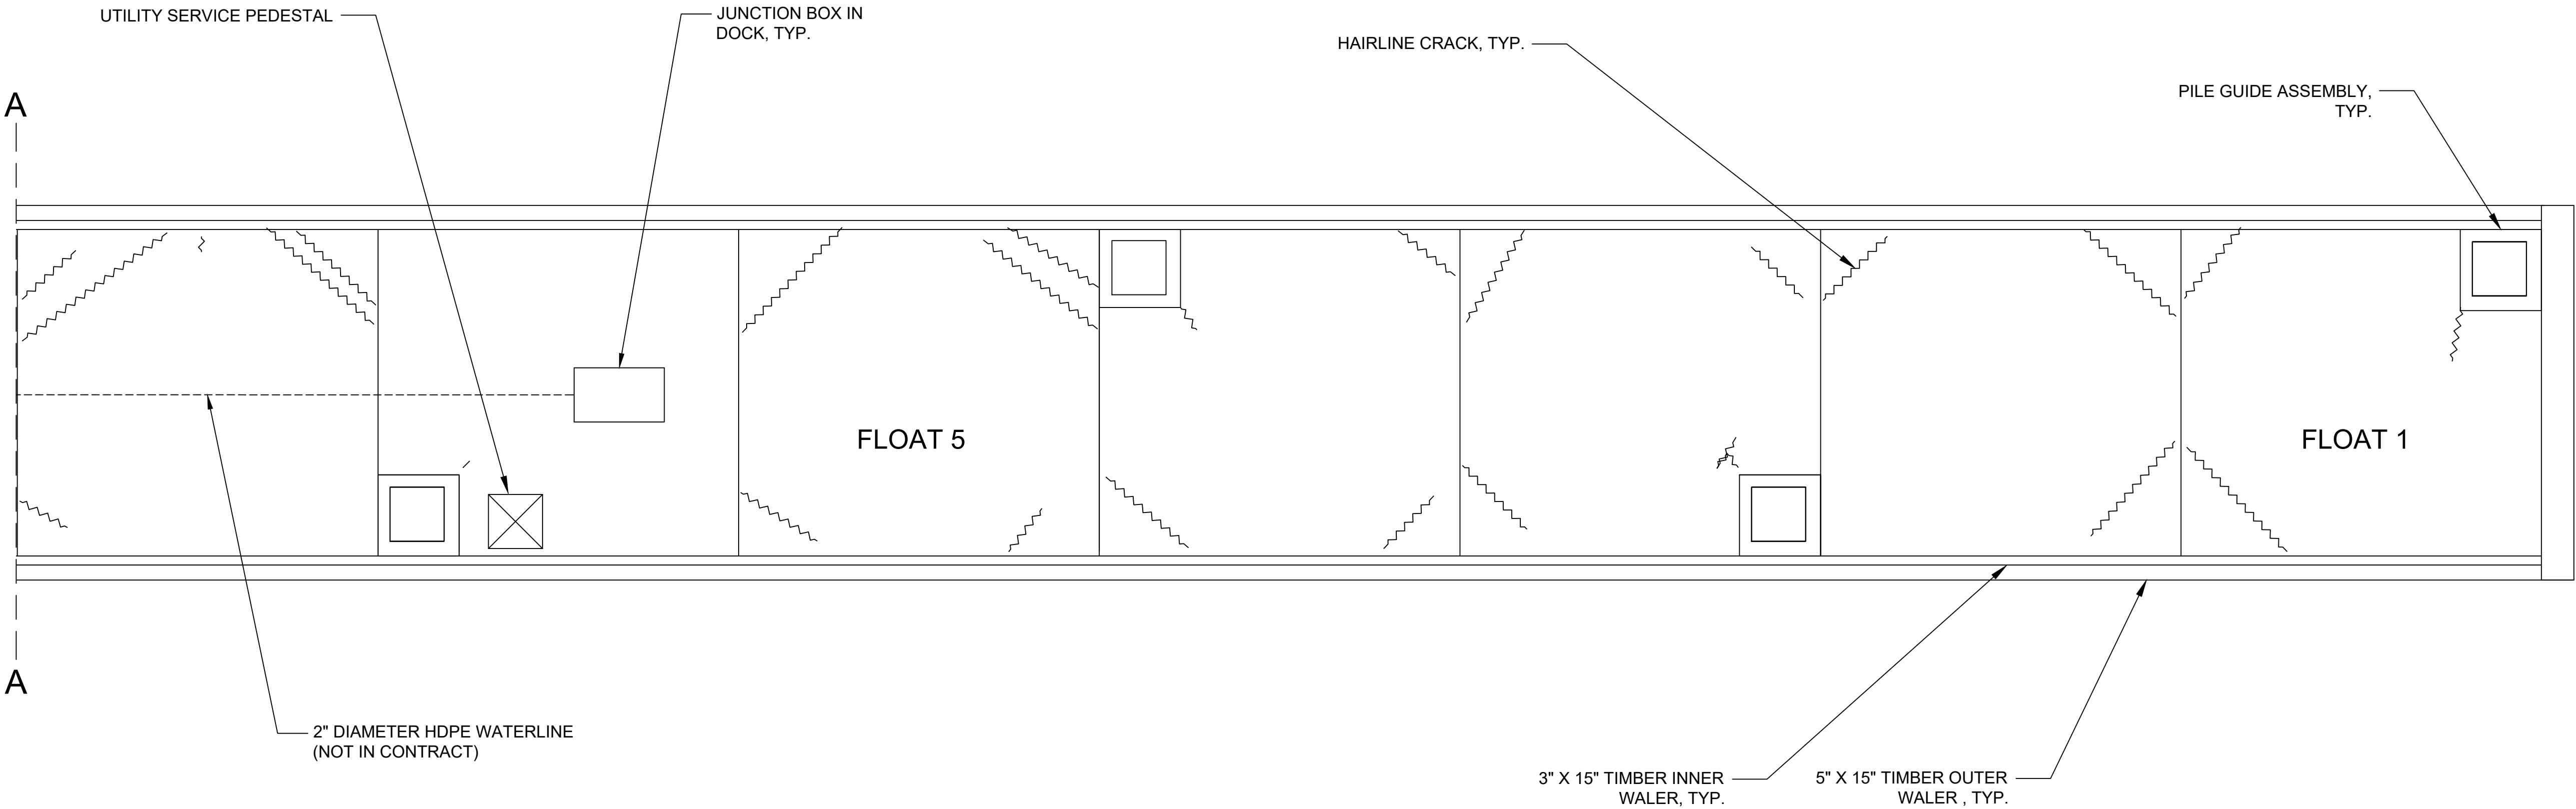 UTILITY SERVICE PEDESTAL
JUNCTION BOX IN
DOCK, TYP.
HAIRLINE CRACK, TYP.
PILE GUIDE ASSEMBLY,
TYP.
A
FLOAT 5
FLOAT 1
A
2" DIAMETER HDPE WATERLINE
(NOT IN CONTRACT)
3" X 15" TIMBER INNER
WALER, TYP.
5" X 15" TIMBER OUTER
WALER , TYP.